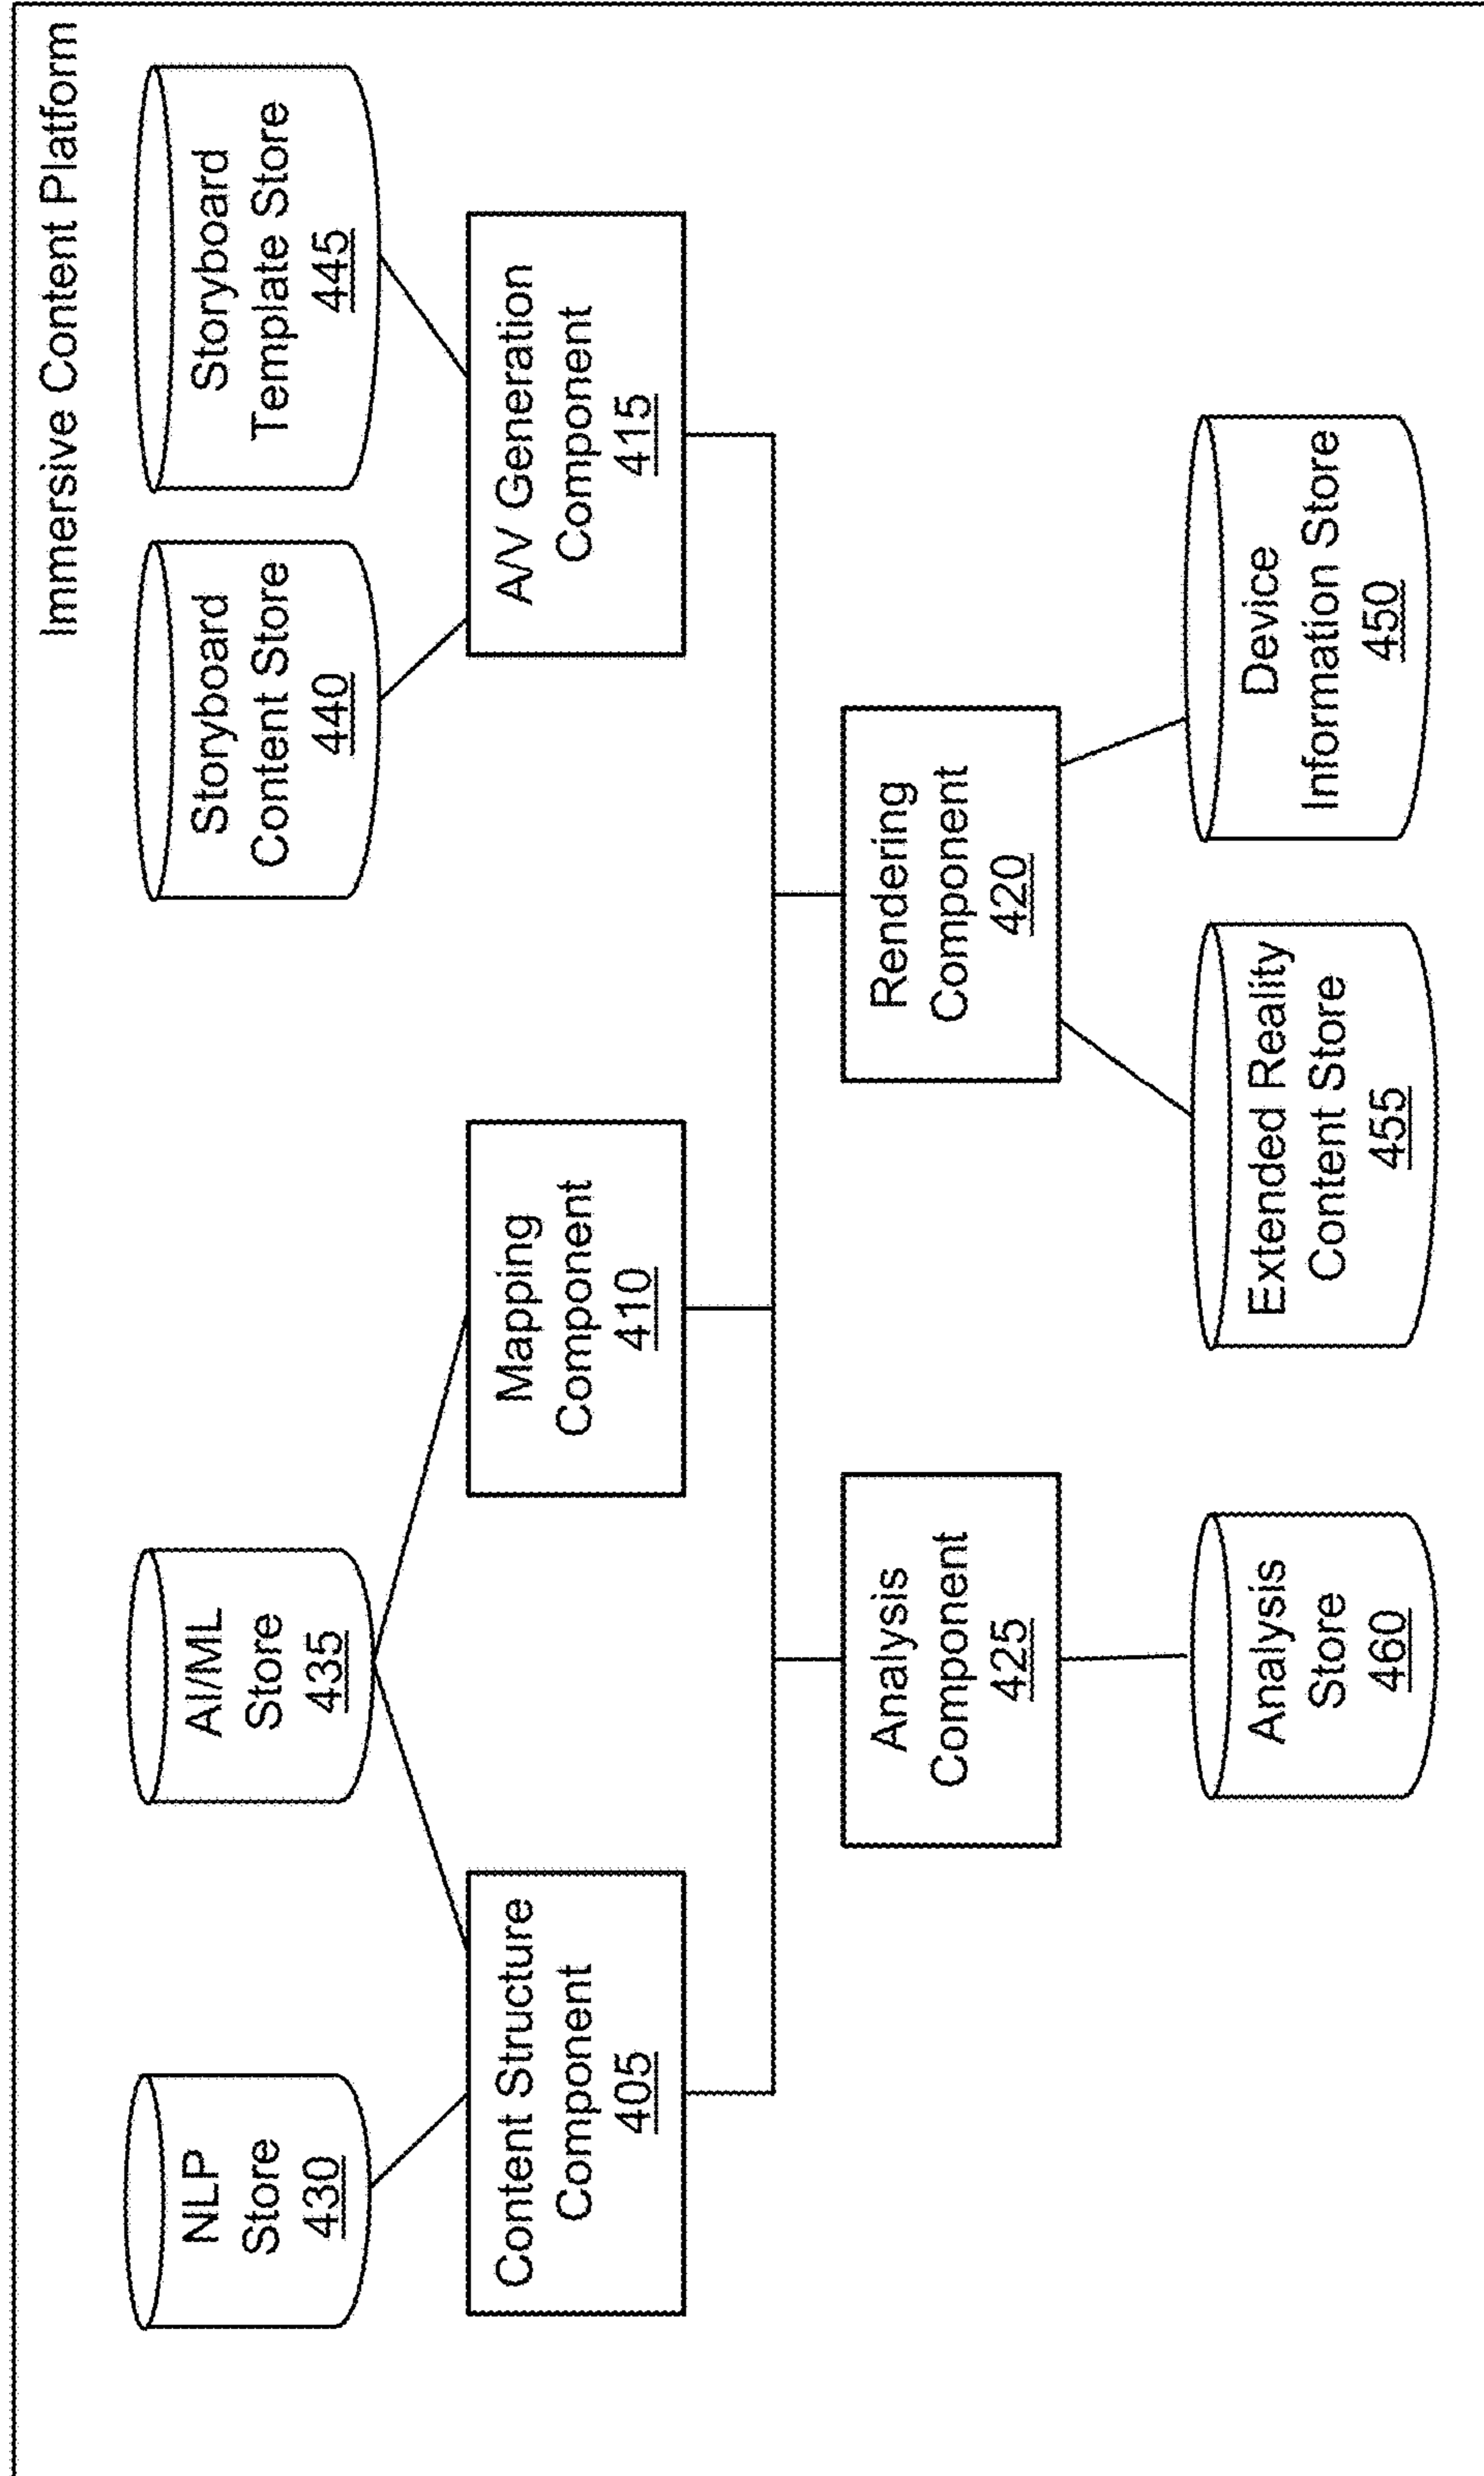 Immersive Content Platform
NLP
Store
430
AI/ML
Store
435
Storyboard
Content Store
440
Storyboard
Template Store
445
Content Structure
Component
405
Mapping
Component
410
A/V Generation
Component
415
Analysis
Component
425
Rendering
Component
420
Analysis
Store
460
Extended Reality
Content Store
455
Device
Information Store
450